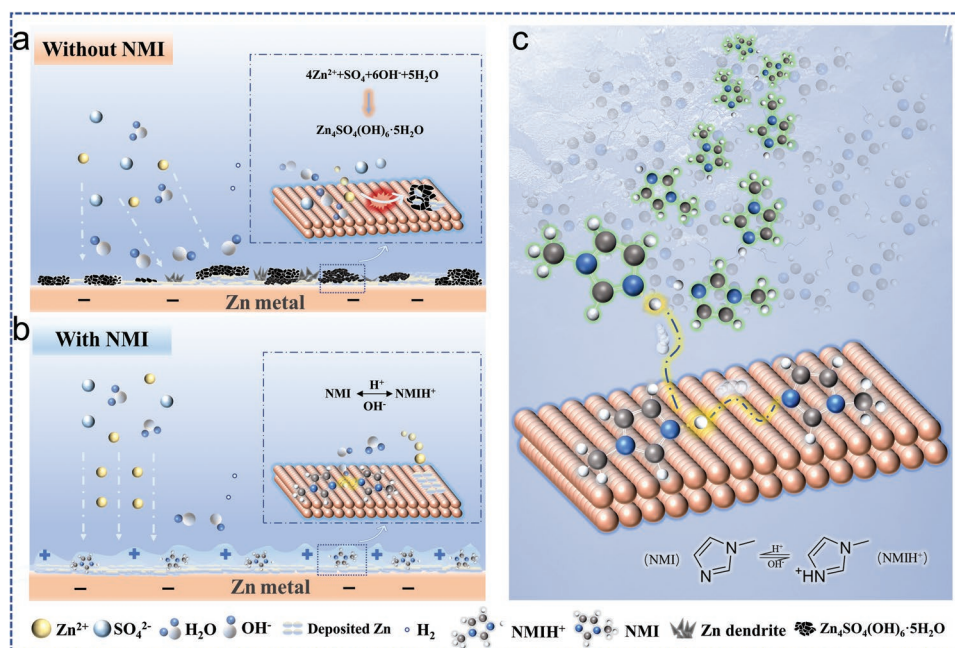 a
Without NMI
4Zn²⁺+SO₄+6OH⁻+5H₂O
Zn₄SO₄(OH)₆·5H₂O
− − − −
Zn metal
b
With NMI
NMI H⁺ NMIH⁺
OH⁻
+ + + + + +
− − − −
Zn metal
c
(NMI) N N H⁺ OH⁻ +HN N (NMIH⁺)
Zn²⁺ SO₄²⁻ H₂O OH⁻ Deposited Zn H₂ NMIH⁺ NMI Zn dendrite Zn₄SO₄(OH)₆·5H₂O